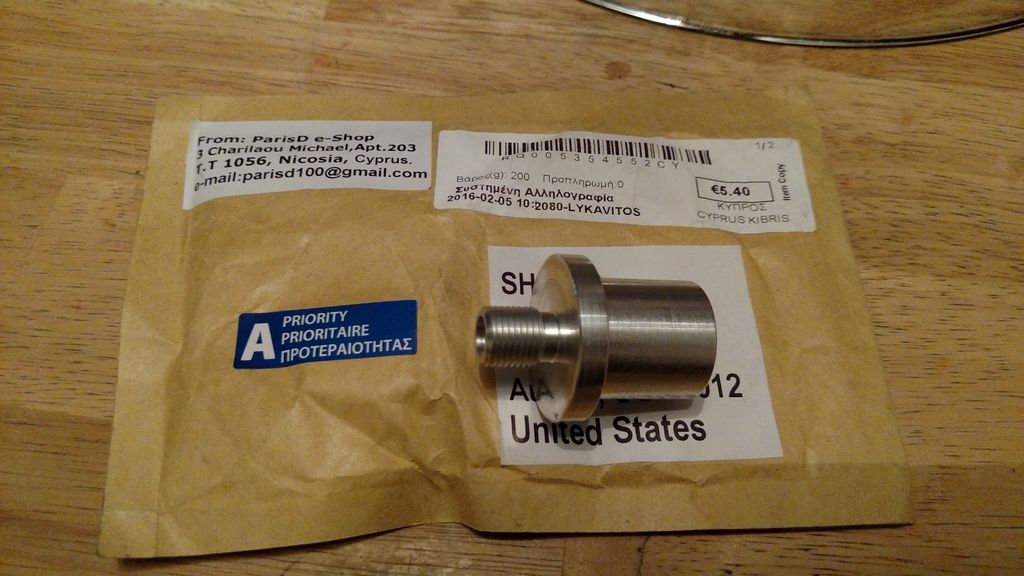 From: ParisD e-Shop
3 Charilaou Michael,Apt.203
T.T 1056, Nicosia, Cyprus.
e-mail:parisd100@gmail.com
1/2
RQ005354552CY
Βάρος(g): 200 Προπληρωμή:0
Συστημένη Αλληλογραφία
2016-02-05 10:2080-LYKAVITOS
€5.40
ΚΥΠΡΟΣ
CYPRUS KIBRIS
Item Copy
A
PRIORITY
PRIORITAIRE
ΠΡΟΤΕΡΑΙΟΤΗΤΑΣ
SH
012
United States